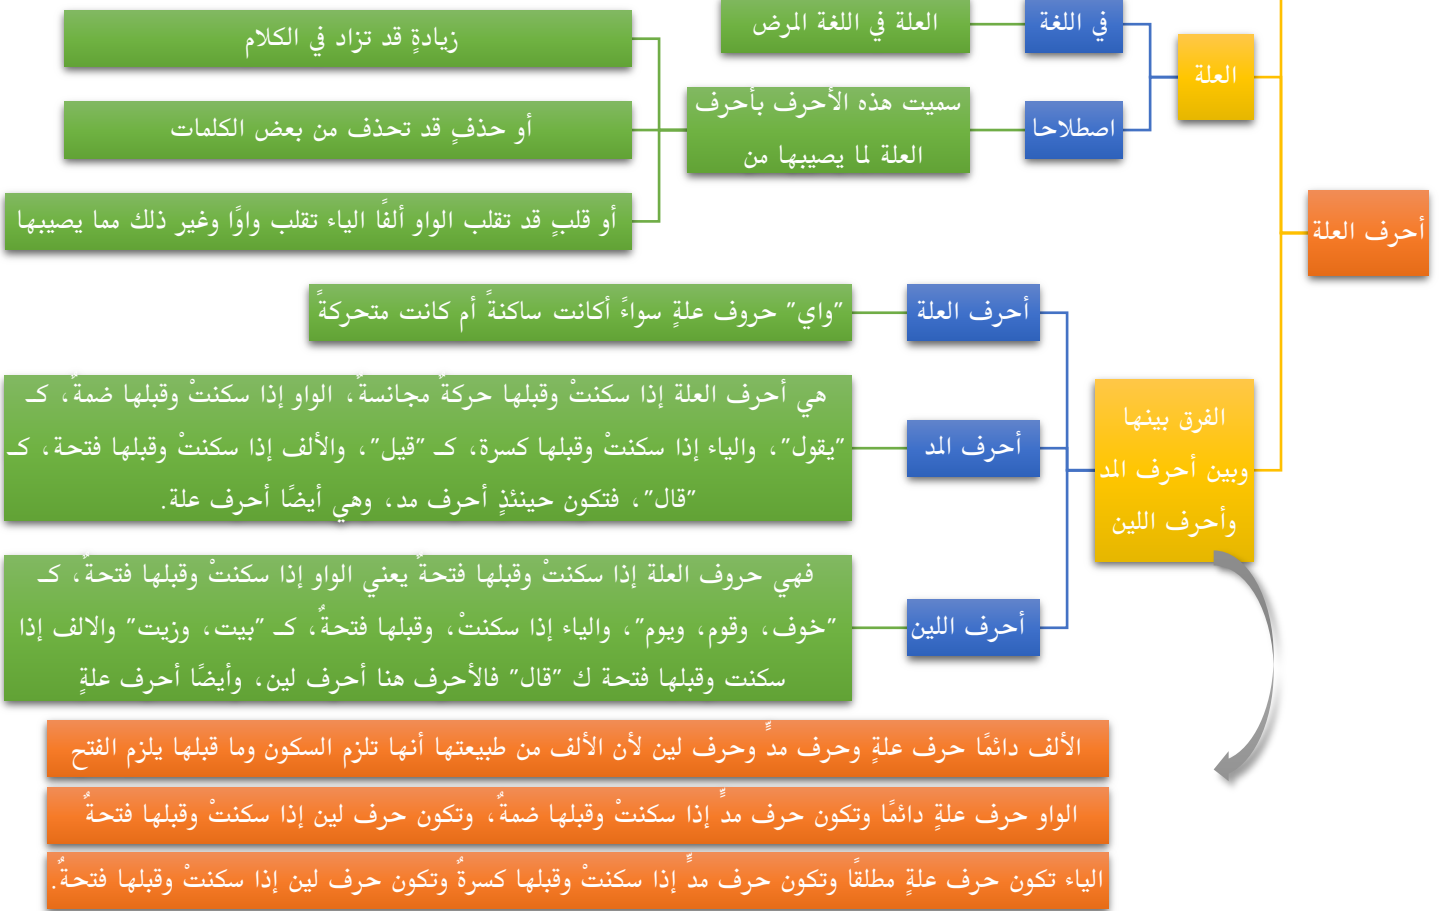 أحرف العلة
العلة
في اللغة
العلة في اللغة المرض
اصطلاحا
سميت هذه الأحرف بأحرف
العلة لما يصيبها من
زيادةٍ قد تزاد في الكلام
أو حذفٍ قد تحذف من بعض الكلمات
أو قلبٍ قد تقلب الواو ألفًا الياء تقلب واوًا وغير ذلك مما يصيبها
الفرق بينها
وبين أحرف المد
وأحرف اللين
أحرف العلة
"واي" حروف علةٍ سواءً أكانت ساكنةً أم كانت متحركةً
أحرف المد
هي أحرف العلة إذا سكنتْ وقبلها حركةٌ مجانسةٌ، الواو إذا سكنتْ وقبلها ضمةٌ، كـ
"يقول"، والياء إذا سكنتْ وقبلها كسرة، كـ "قيل"، والألف إذا سكنتْ وقبلها فتحة، كـ
"قال"، فتكون حينئذٍ أحرف مد، وهي أيضًا أحرف علة.
أحرف اللين
فهي حروف العلة إذا سكنتْ وقبلها فتحةٌ يعني الواو إذا سكنتْ وقبلها فتحةٌ، كـ
"خوف، وقوم، ويوم"، والياء إذا سكنتْ، وقبلها فتحةٌ، كـ "بيت، وزيت" والالف إذا
سكنت وقبلها فتحة ك "قال" فالأحرف هنا أحرف لين، وأيضًا أحرف علةٍ
الألف دائمًا حرف علةٍ وحرف مدٍّ وحرف لين لأن الألف من طبيعتها أنها تلزم السكون وما قبلها يلزم الفتح
الواو حرف علةٍ دائمًا وتكون حرف مدٍّ إذا سكنتْ وقبلها ضمةٌ، وتكون حرف لين إذا سكنتْ وقبلها فتحةٌ
الياء تكون حرف علةٍ مطلقًا وتكون حرف مدٍّ إذا سكنتْ وقبلها كسرةٌ وتكون حرف لين إذا سكنتْ وقبلها فتحةٌ.